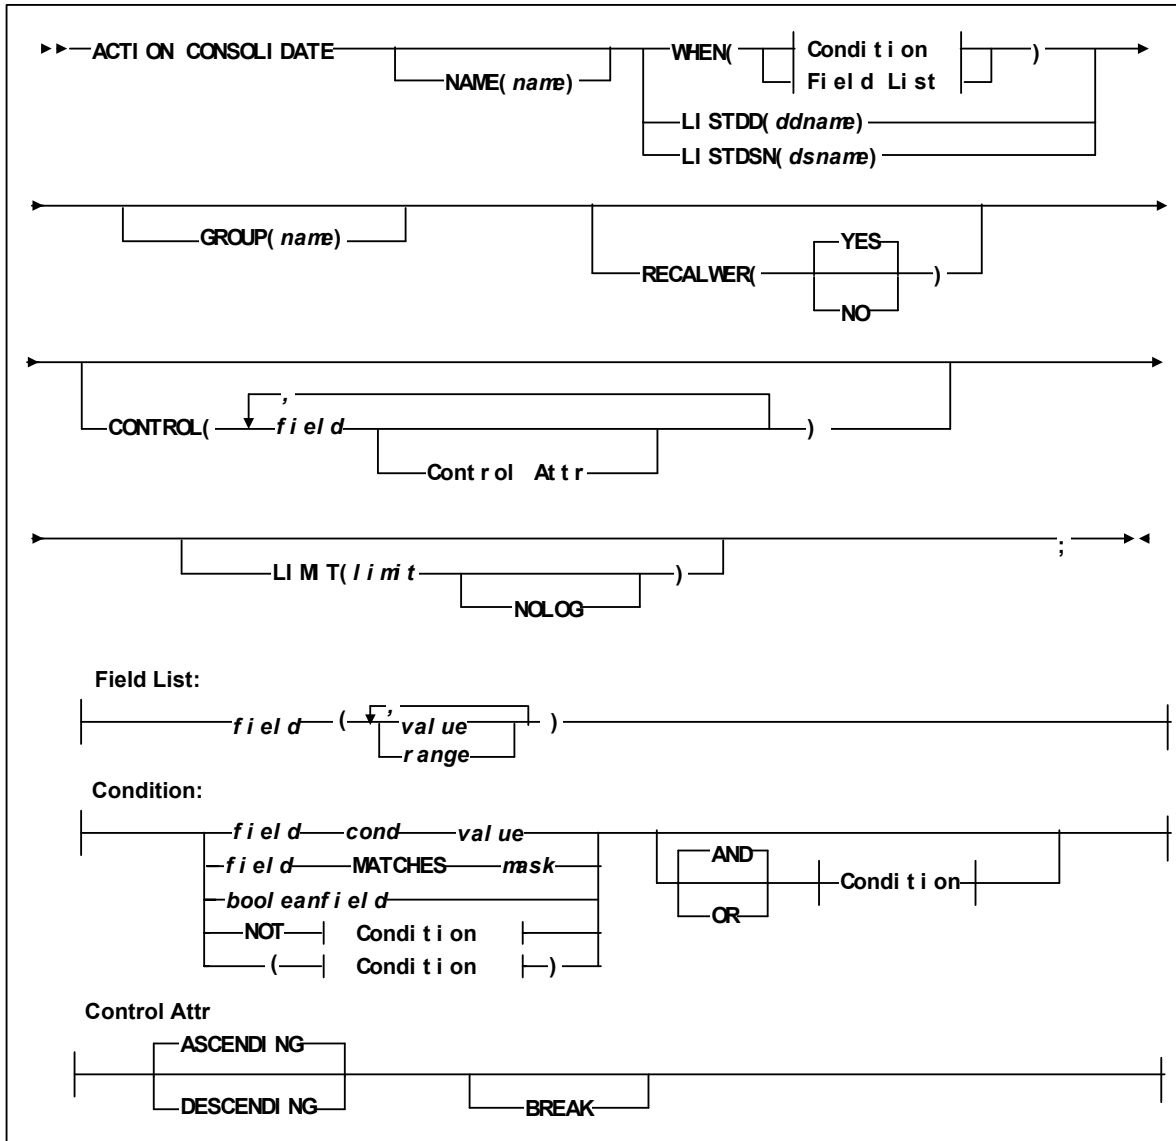 ACTION CONSOLIDATE WHEN( Condition )
NAME(name) Field List
LISTDD(ddname)
LISTDSN(dsname)
GROUP(name) YES
RECALWER( )
NO
,
CONTROL( field )
Control Attr
;
LIMIT(limit )
NOLOG
Field List:
,
field ( value )
range
Condition:
field cond value AND
field MATCHES mask Condition
booleanfield OR
NOT Condition
( Condition )
Control Attr
ASCENDING
DESCENDING BREAK